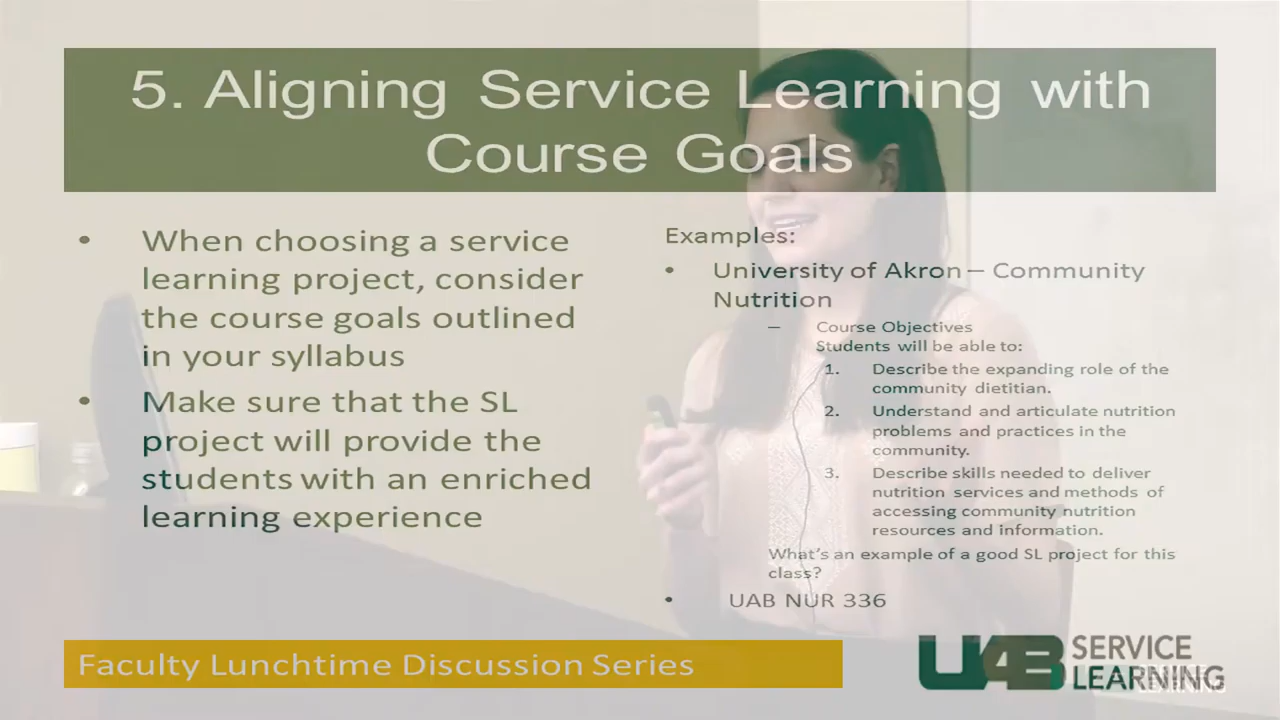 5. Aligning Service Learning with
Course Goals
• When choosing a service
learning project, consider
the course goals outlined
in your syllabus
• Make sure that the SL
project will provide the
students with an enriched
learning experience
Examples:
• University of Akron – Community
Nutrition
– Course Objectives
Students will be able to:
1. Describe the expanding role of the
community dietitian.
2. Understand and articulate nutrition
problems and practices in the
community.
3. Describe skills needed to deliver
nutrition services and methods of
accessing community nutrition
resources and information.
What's an example of a good SL project for this
class?
• UAB NUR 336
Faculty Lunchtime Discussion Series
UAB SERVICE
LEARNING